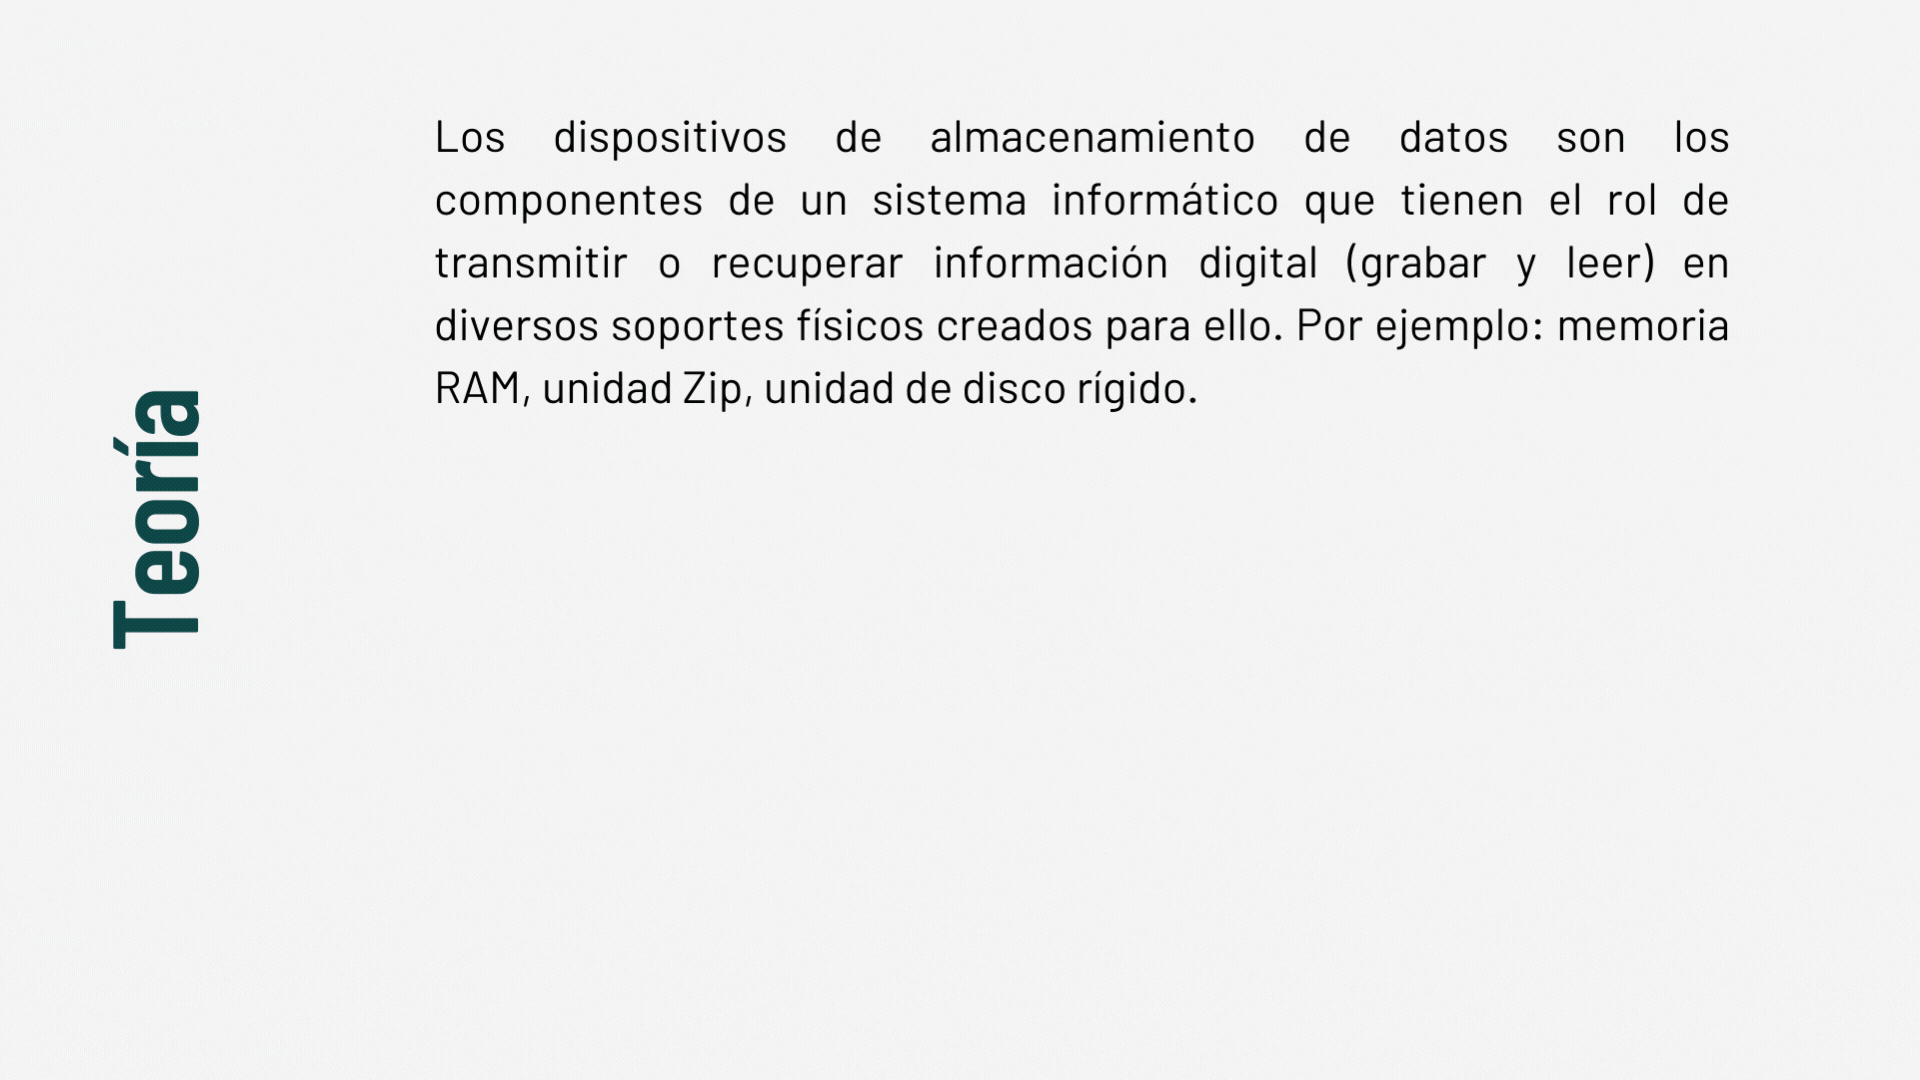 Teoría
Los dispositivos de almacenamiento de datos son los
componentes de un sistema informático que tienen el rol de
transmitir o recuperar información digital (grabar y leer) en
diversos soportes físicos creados para ello. Por ejemplo: memoria
RAM, unidad Zip, unidad de disco rígido.